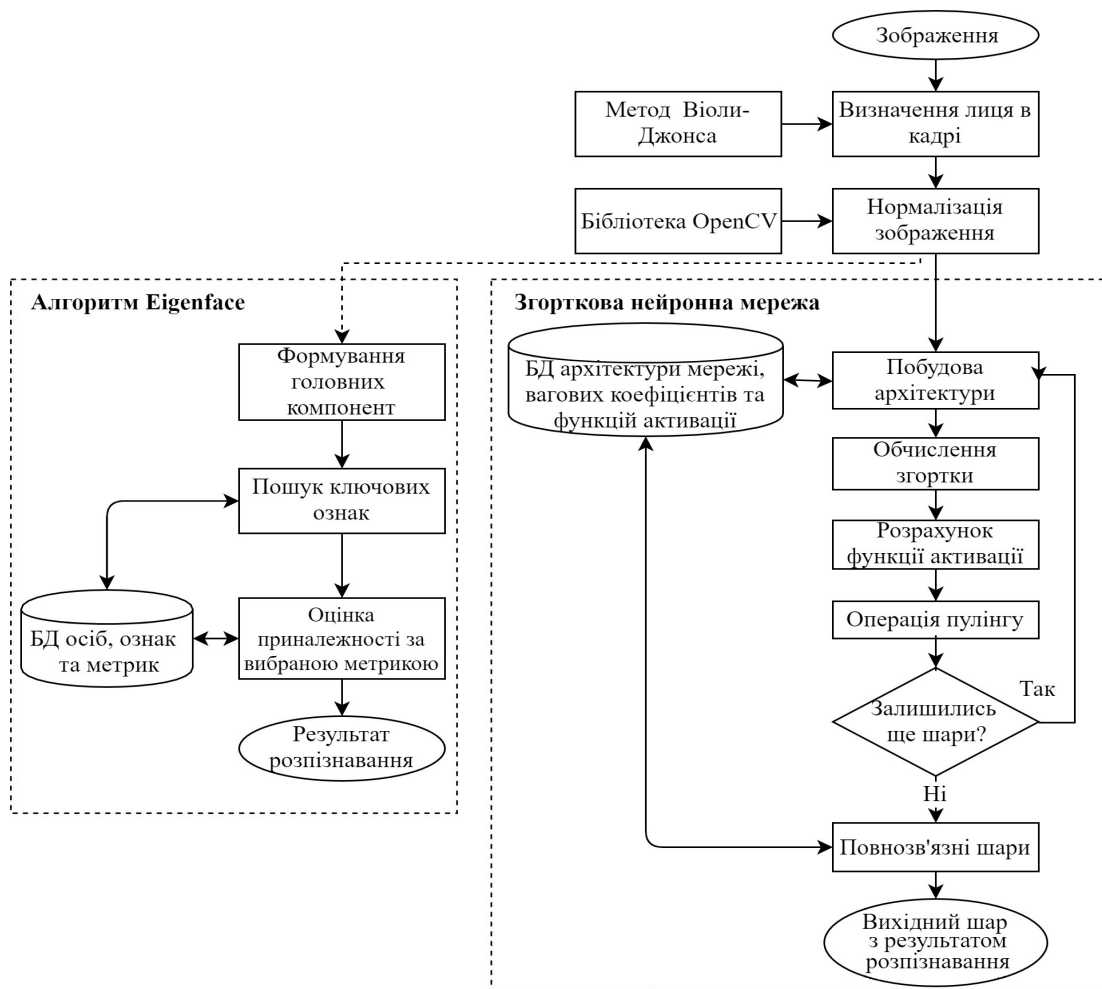 Зображення
Метод Віоли-
Джонса
Визначення лиця в
кадрі
Бібліотека OpenCV
Нормалізація
зображення
Алгоритм Eigenface
Формування
головних
компонент
Пошук ключових
ознак
БД осіб, ознак
та метрик
Оцінка
приналежності за
вибраною метрикою
Результат
розпізнавання
Згорткова нейронна мережа
БД архітектури мережі,
вагових коефіцієнтів та
функцій активації
Побудова
архітектури
Обчислення
згортки
Розрахунок
функції активації
Операція пулінгу
Залишились
ще шари?
Так
Ні
Повнозв'язні шари
Вихідний шар
з результатом
розпізнавання